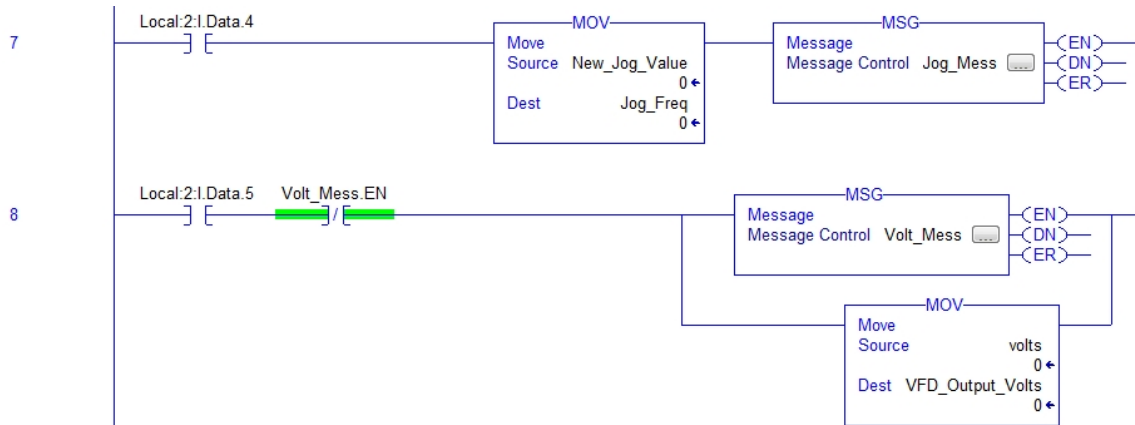 7
Local:2:I.Data.4
MOV
Move
Source New_Jog_Value
0
Dest Jog_Freq
0
MSG
Message
Message Control Jog_Mess ...
EN
DN
ER
8
Local:2:I.Data.5 Volt_Mess.EN
MSG
Message
Message Control Volt_Mess ...
EN
DN
ER
MOV
Move
Source volts
0
Dest VFD_Output_Volts
0